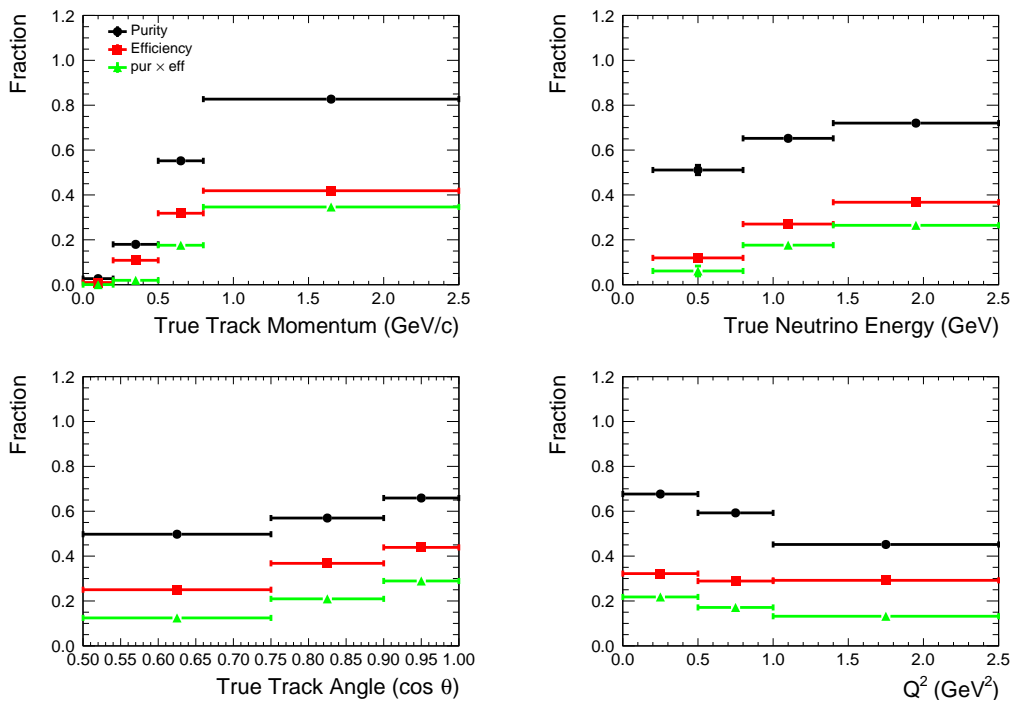 1.2
1.0
0.8
0.6
0.4
0.2
0.0
Fraction
Purity
Efficiency
pur × eff
0.0 0.5 1.0 1.5 2.0 2.5
True Track Momentum (GeV/c)
1.2
1.0
0.8
0.6
0.4
0.2
0.0
Fraction
0.0 0.5 1.0 1.5 2.0 2.5
True Neutrino Energy (GeV)
1.2
1.0
0.8
0.6
0.4
0.2
0.0
Fraction
0.50 0.55 0.60 0.65 0.70 0.75 0.80 0.85 0.90 0.95 1.00
True Track Angle (cos θ)
1.2
1.0
0.8
0.6
0.4
0.2
0.0
Fraction
0.0 0.5 1.0 1.5 2.0 2.5
Q² (GeV²)